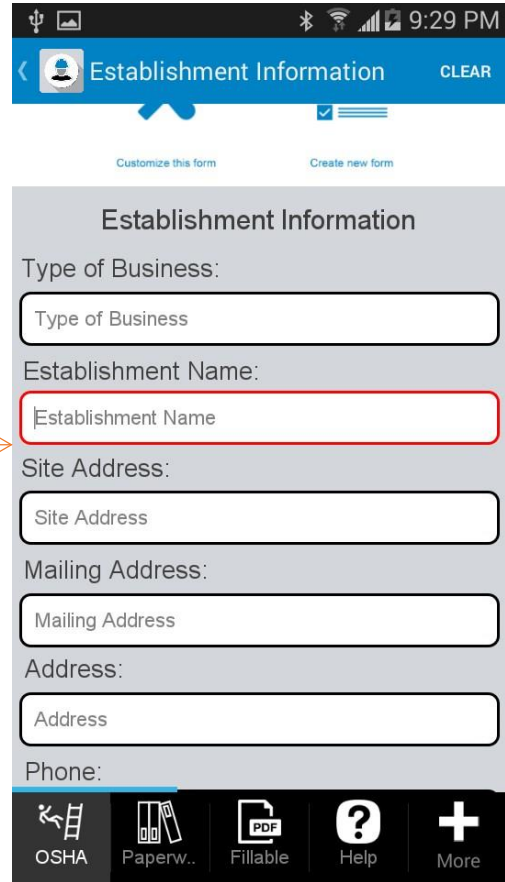 9:29 PM
Establishment Information CLEAR
Customize this form Create new form
Establishment Information
Type of Business:
Type of Business
Establishment Name:
Establishment Name
Site Address:
Site Address
Mailing Address:
Mailing Address
Address:
Address
Phone:
PDF ?
OSHA Paperw.. Fillable Help More